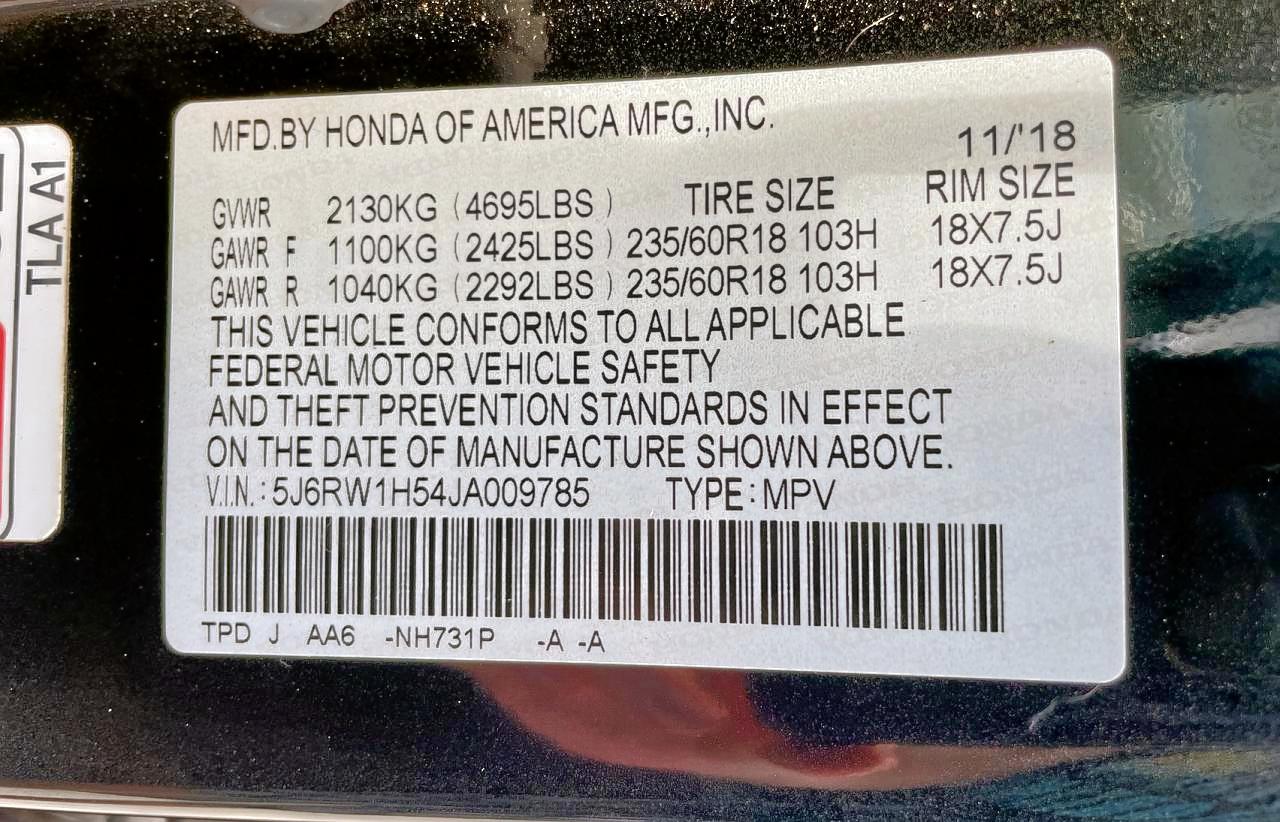 MFD.BY HONDA OF AMERICA MFG.,INC.
11/'18
GVWR 2130KG (4695LBS) TIRE SIZE RIM SIZE
GAWR F 1100KG (2425LBS) 235/60R18 103H 18X7.5J
GAWR R 1040KG (2292LBS) 235/60R18 103H 18X7.5J
THIS VEHICLE CONFORMS TO ALL APPLICABLE
FEDERAL MOTOR VEHICLE SAFETY
AND THEFT PREVENTION STANDARDS IN EFFECT
ON THE DATE OF MANUFACTURE SHOWN ABOVE.
V.I.N.:5J6RW1H54JA009785 TYPE:MPV
TPD J AA6 -NH731P -A -A
TLA A1